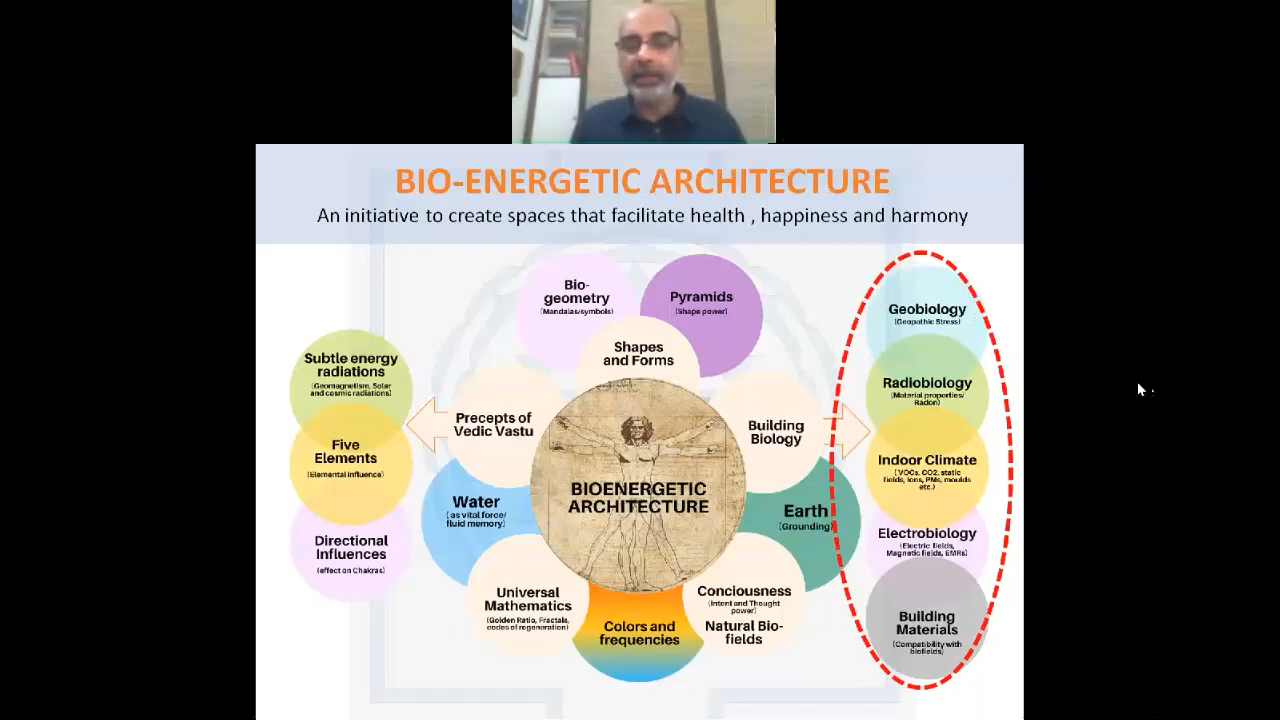 BIO-ENERGETIC ARCHITECTURE
An initiative to create spaces that facilitate health , happiness and harmony
Bio-
geometry
(Mandalas/symbols)
Pyramids
(Shape power)
Shapes
and Forms
Subtle energy
radiations
(Geomagnetism, Solar
and cosmic radiations)
Five
Elements
(Elemental influence)
Directional
Influences
(effect on Chakras)
Precepts of
Vedic Vastu
Water
( as vital force/
fluid memory)
Universal
Mathematics
(Golden Ratio, Fractals,
codes of regeneration)
BIOENERGETIC
ARCHITECTURE
Colors and
frequencies
Building
Biology
Earth
(Grounding)
Conciousness
(Intent and Thought
power)
Natural Bio-
fields
Geobiology
(Geopathic Stress)
Radiobiology
(Material properties/
Radon)
Indoor Climate
( VOCs, CO2, static
fields, Ions, PMs, moulds
etc.)
Electrobiology
(Electric fields,
Magnetic fields, EMRs)
Building
Materials
(Compatibility with
biofields)